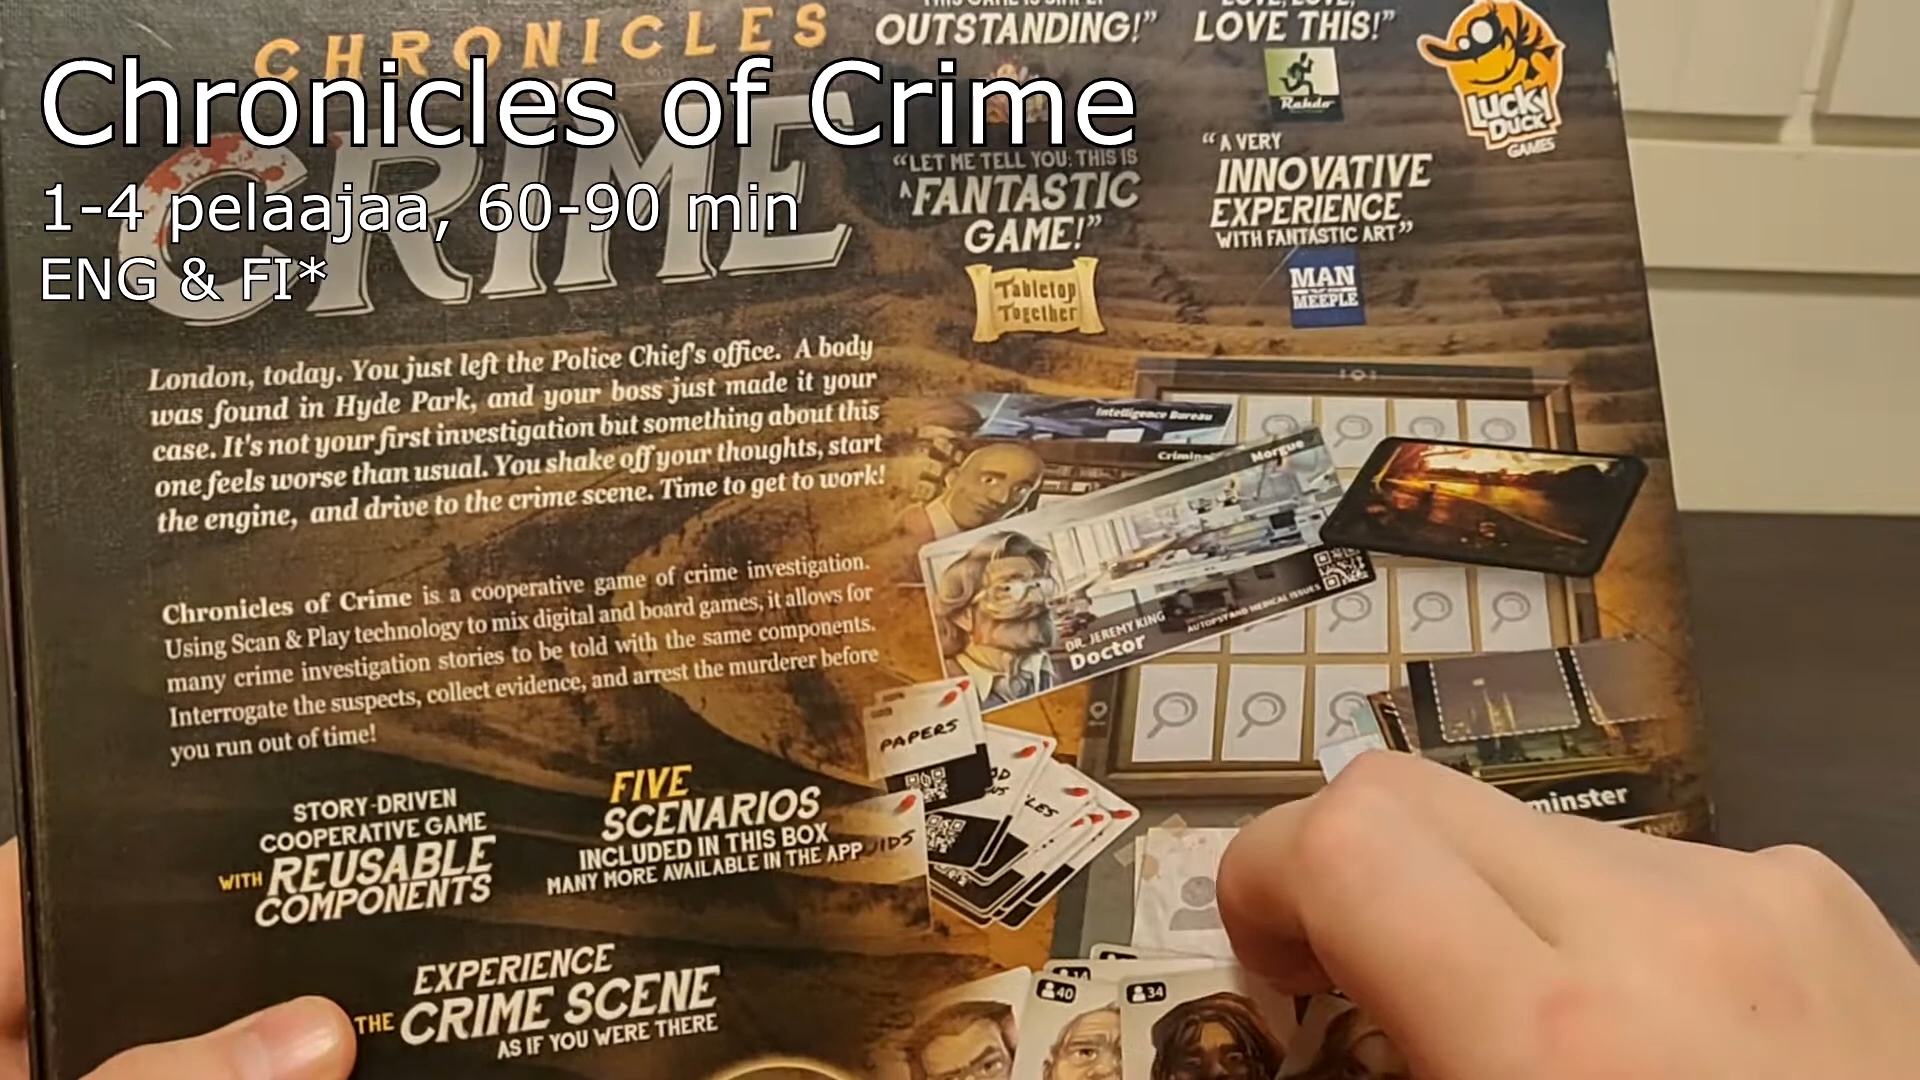 Chronicles of Crime
1-4 pelaajaa, 60-90 min
ENG & FI*
CHRONICLES
OF
CRIME
OUTSTANDING!”
LOVE THIS!”
Rahdo
LUCKY
DUCK
GAMES
“LET ME TELL YOU: THIS IS
A FANTASTIC
GAME!”
Tabletop
Together
“A VERY
INNOVATIVE
EXPERIENCE
WITH FANTASTIC ART”
MAN
MEEPLE
London, today. You just left the Police Chief's office. A body
was found in Hyde Park, and your boss just made it your
case. It's not your first investigation but something about this
one feels worse than usual. You shake off your thoughts, start
the engine, and drive to the crime scene. Time to get to work!
Chronicles of Crime is a cooperative game of crime investigation.
Using Scan & Play technology to mix digital and board games, it allows for
many crime investigation stories to be told with the same components.
Interrogate the suspects, collect evidence, and arrest the murderer before
you run out of time!
STORY-DRIVEN
COOPERATIVE GAME
WITH REUSABLE
COMPONENTS
FIVE
SCENARIOS
INCLUDED IN THIS BOX
MANY MORE AVAILABLE IN THE APP
THE EXPERIENCE
CRIME SCENE
AS IF YOU WERE THERE
Intelligence Bureau
Morgue
DR. JEREMY KING
Doctor
AUTOPSY AND MEDICAL ISSUES
PAPERS
40
34